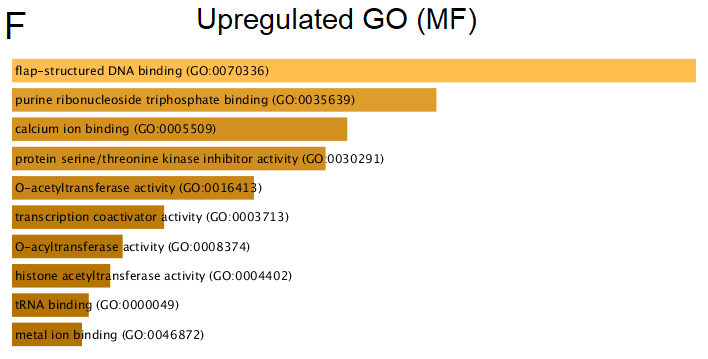 F
Upregulated GO (MF)
flap-structured DNA binding (GO:0070336)
purine ribonucleoside triphosphate binding (GO:0035639)
calcium ion binding (GO:0005509)
protein serine/threonine kinase inhibitor activity (GO:0030291)
O-acetyltransferase activity (GO:0016413)
transcription coactivator activity (GO:0003713)
O-acyltransferase activity (GO:0008374)
histone acetyltransferase activity (GO:0004402)
tRNA binding (GO:0000049)
metal ion binding (GO:0046872)